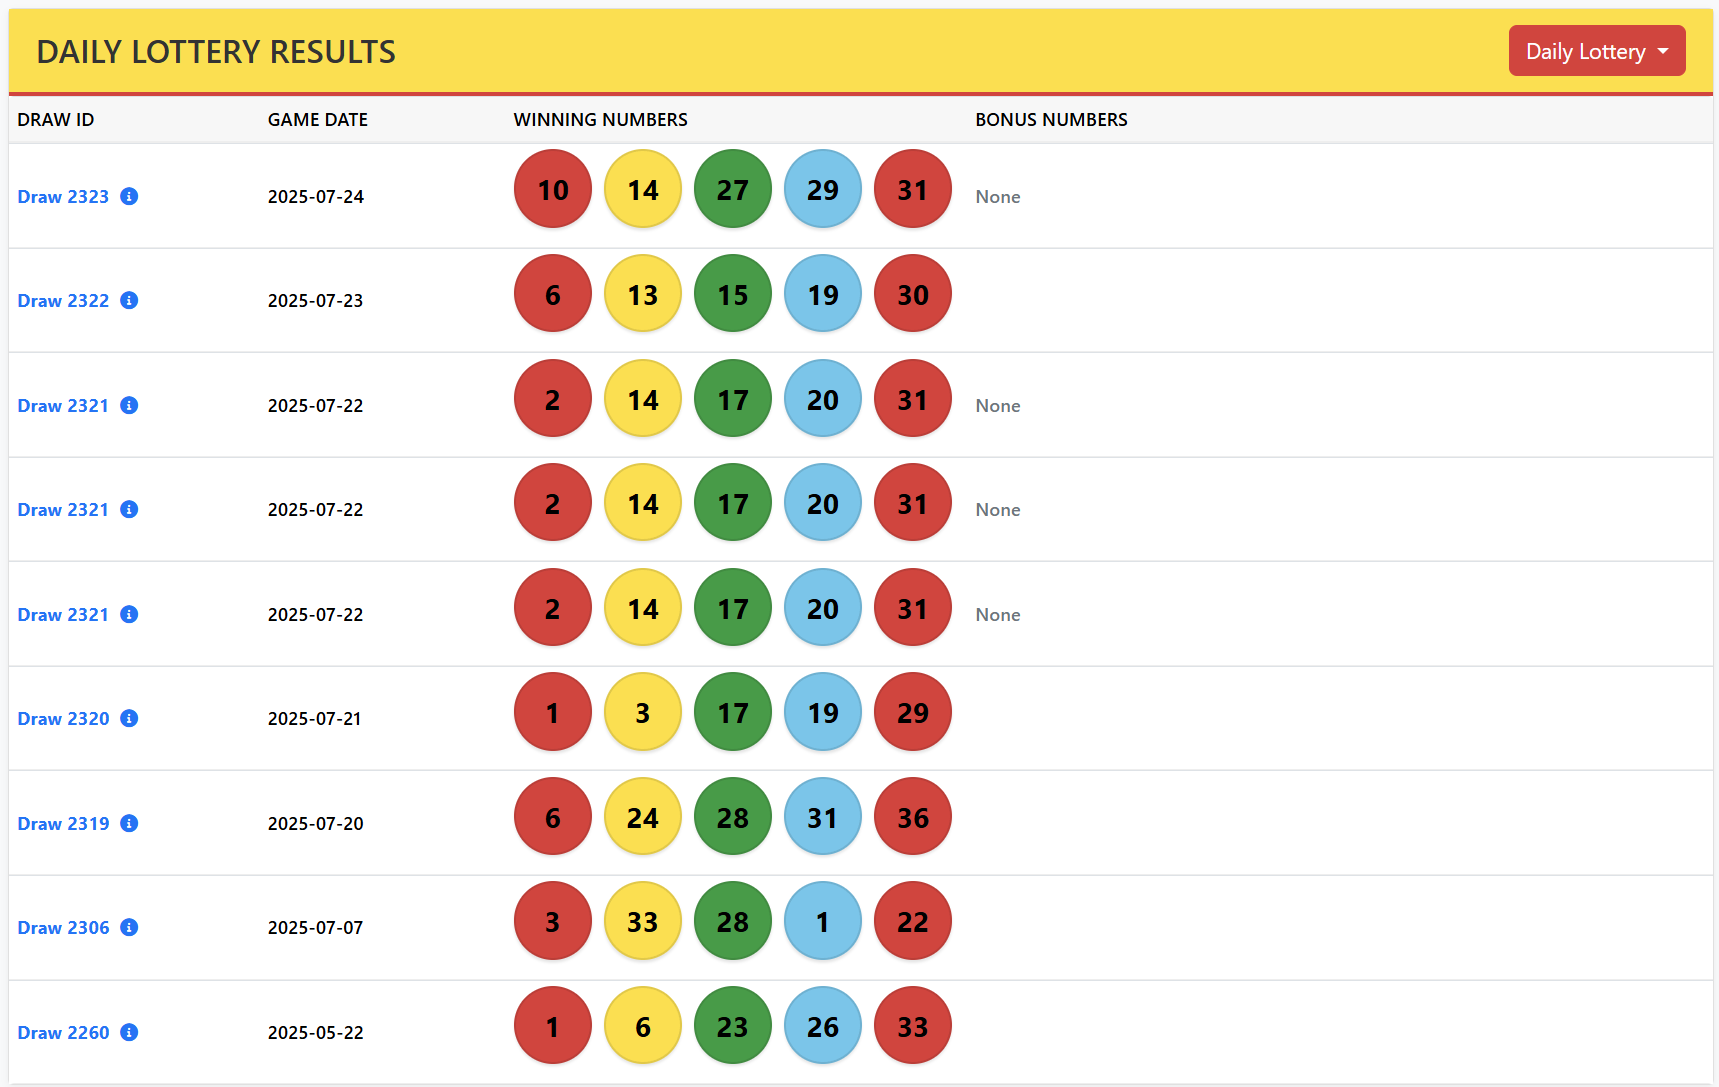 DAILY LOTTERY RESULTS Daily Lottery
DRAW ID GAME DATE WINNING NUMBERS BONUS NUMBERS
Draw 2323 2025-07-24 10 14 27 29 31 None
Draw 2322 2025-07-23 6 13 15 19 30
Draw 2321 2025-07-22 2 14 17 20 31 None
Draw 2321 2025-07-22 2 14 17 20 31 None
Draw 2321 2025-07-22 2 14 17 20 31 None
Draw 2320 2025-07-21 1 3 17 19 29
Draw 2319 2025-07-20 6 24 28 31 36
Draw 2306 2025-07-07 3 33 28 1 22
Draw 2260 2025-05-22 1 6 23 26 33